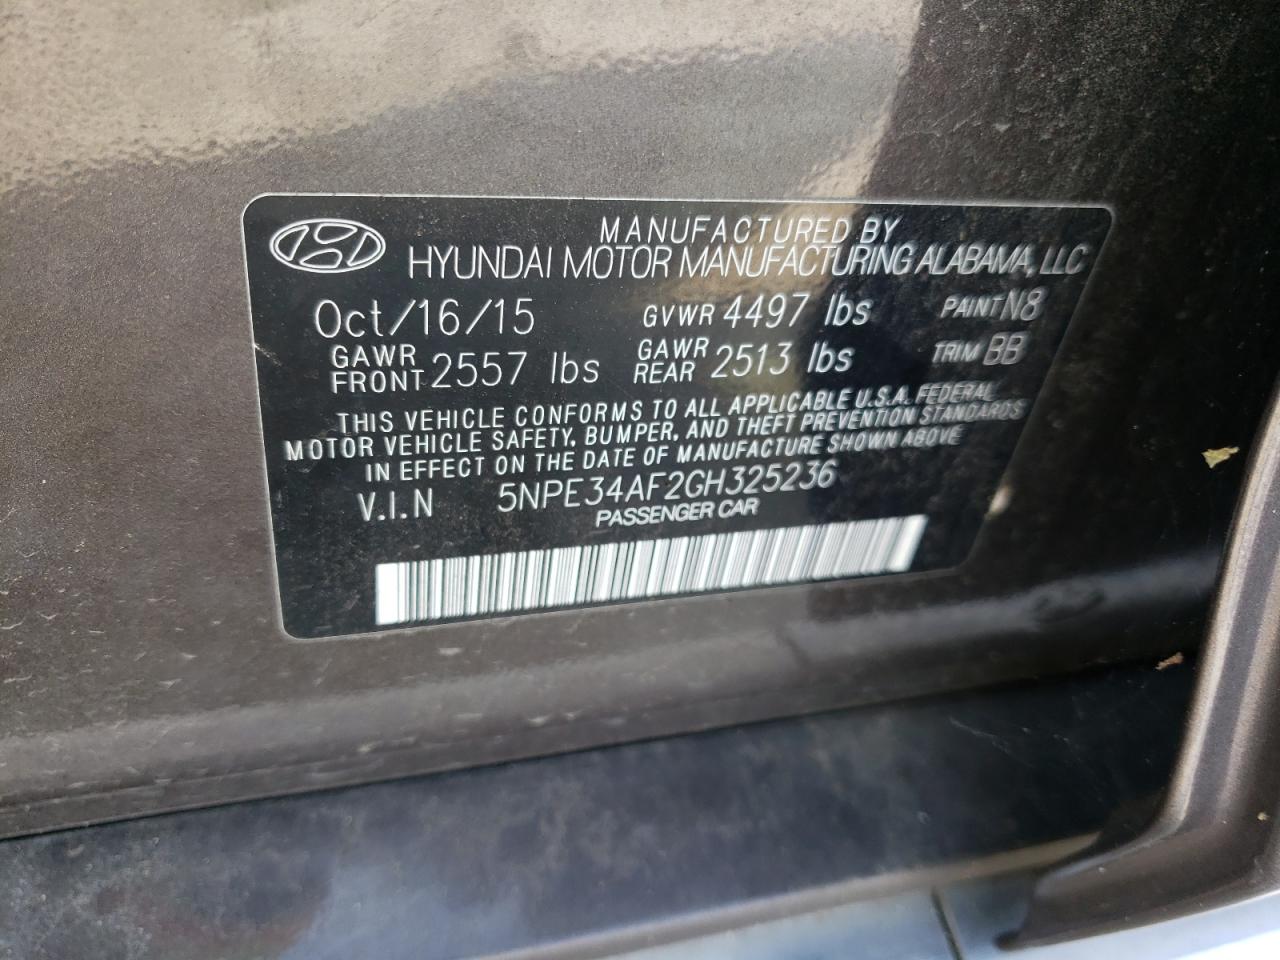 MANUFACTURED BY
HYUNDAI MOTOR MANUFACTURING ALABAMA, LLC
Oct/16/15 GVWR 4497 lbs PAINT N8
GAWR FRONT 2557 lbs GAWR REAR 2513 lbs TRIM BB
THIS VEHICLE CONFORMS TO ALL APPLICABLE U.S.A. FEDERAL
MOTOR VEHICLE SAFETY, BUMPER, AND THEFT PREVENTION STANDARDS
IN EFFECT ON THE DATE OF MANUFACTURE SHOWN ABOVE
V.I.N 5NPE34AF2GH325236
PASSENGER CAR